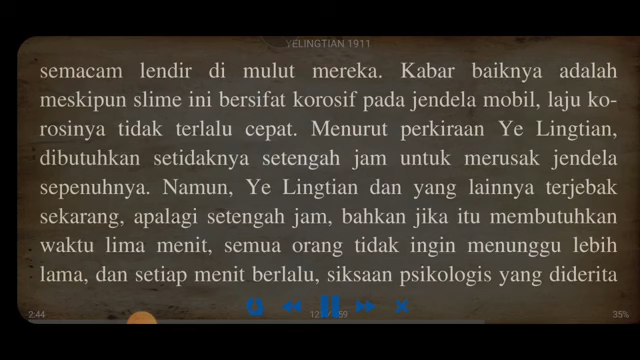 YELINGTIAN 1911
semacam lendir di mulut mereka. Kabar baiknya adalah
meskipun slime ini bersifat korosif pada jendela mobil, laju ko-
rosinya tidak terlalu cepat. Menurut perkiraan Ye Lingtian,
dibutuhkan setidaknya setengah jam untuk merusak jendela
sepenuhnya. Namun, Ye Lingtian dan yang lainnya terjebak
sekarang, apalagi setengah jam, bahkan jika itu membutuhkan
waktu lima menit, semua orang tidak ingin menunggu lebih
lama, dan setiap menit berlalu, siksaan psikologis yang diderita
2:44
35%